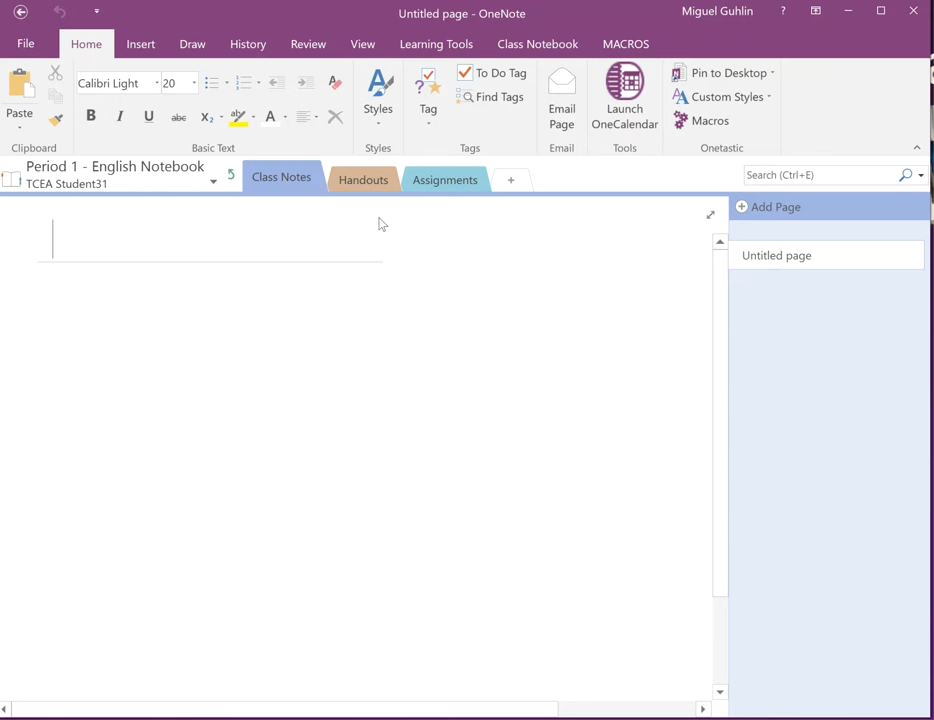 Untitled page - OneNote
Miguel Guhlin
?
File
Home
Insert
Draw
History
Review
View
Learning Tools
Class Notebook
MACROS
Paste
Clipboard
Calibri Light
20
B
I
U
abc
X₂
ab
A
Basic Text
Styles
Styles
Tag
To Do Tag
Find Tags
Tags
Email
Page
Email
Launch
OneCalendar
Tools
Pin to Desktop
Custom Styles
Macros
Onetastic
Period 1 - English Notebook
TCEA Student31
Class Notes
Handouts
Assignments
+
Search (Ctrl+E)
Add Page
Untitled page